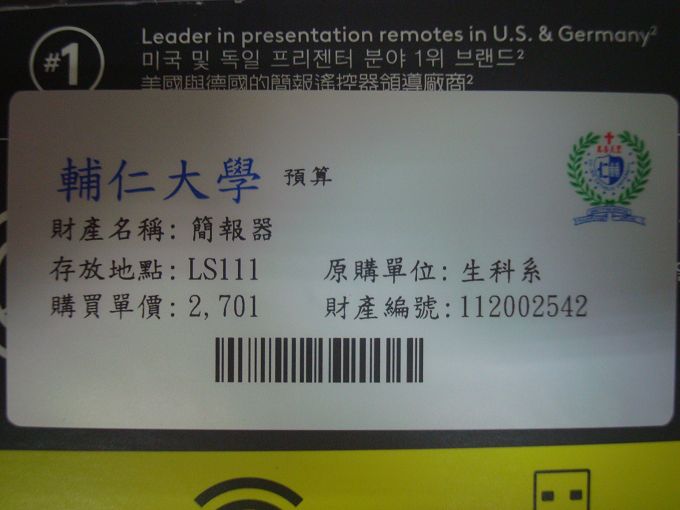 #1
Leader in presentation remotes in U.S. & Germany²
미국 및 독일 프리젠터 분야 1위 브랜드²
美國與德國的簡報遙控器領導廠商²
輔仁大學 預算
財產名稱: 簡報器
存放地點: LS111 原購單位: 生科系
購買單價: 2,701 財產編號: 112002542